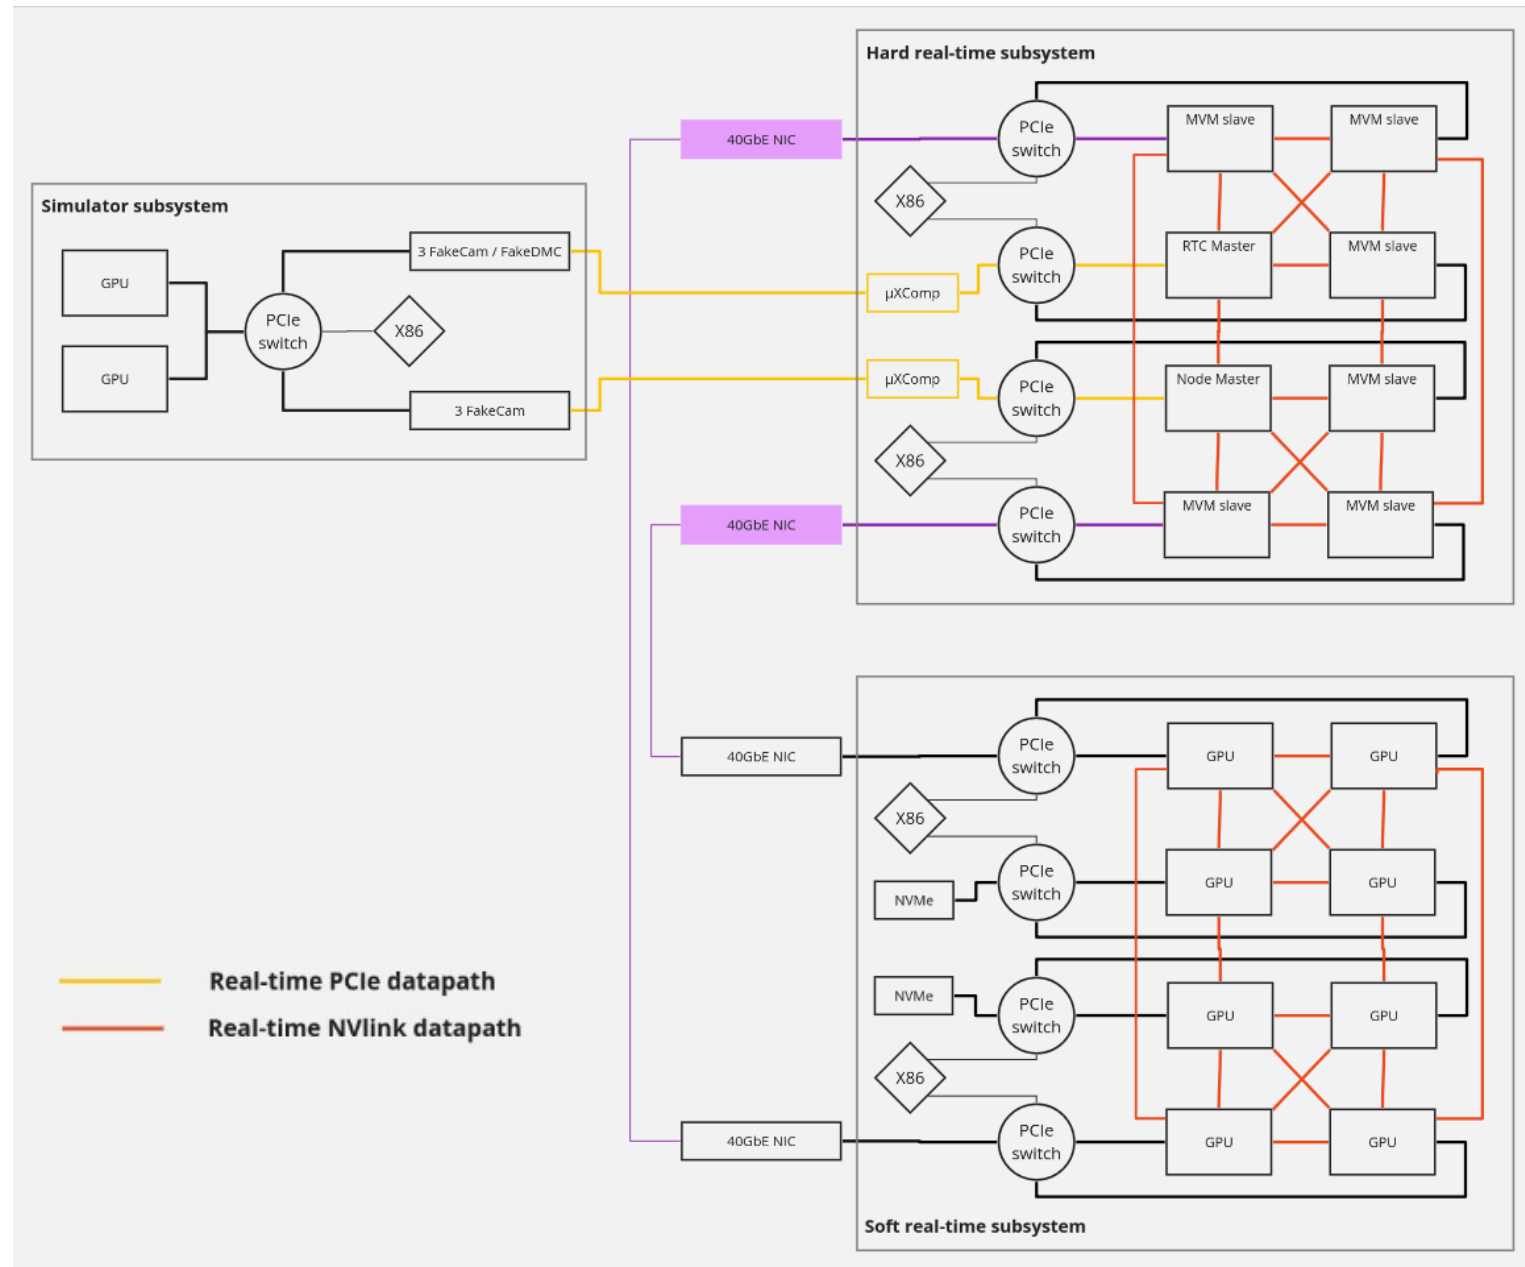 Hard real-time subsystem
PCIe
switch
MVM slave
MVM slave
40GbE NIC
X86
Simulator subsystem
3 FakeCam / FakeDMC
GPU
PCIe
switch
X86
GPU
3 FakeCam
PCIe
switch
RTC Master
MVM slave
µXComp
µXComp
PCIe
switch
Node Master
MVM slave
X86
40GbE NIC
PCIe
switch
MVM slave
MVM slave
40GbE NIC
PCIe
switch
GPU
GPU
X86
PCIe
switch
GPU
GPU
NVMe
NVMe
PCIe
switch
GPU
GPU
X86
40GbE NIC
PCIe
switch
GPU
GPU
Soft real-time subsystem
Real-time PCIe datapath
Real-time NVlink datapath